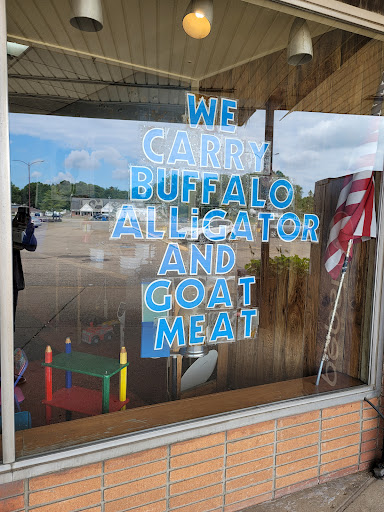 WE
CARRY
BUFFALO
ALLiGATOR
AND
GOAT
MEAT